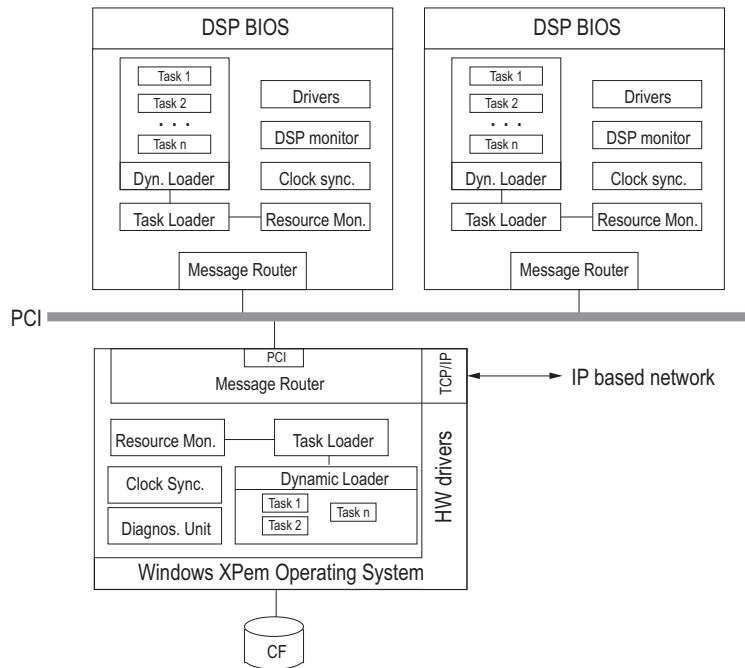 DSP BIOS
Task 1
Task 2
. . .
Task n
Dyn. Loader
Task Loader
Drivers
DSP monitor
Clock sync.
Resource Mon.
Message Router
DSP BIOS
Task 1
Task 2
. . .
Task n
Dyn. Loader
Task Loader
Drivers
DSP monitor
Clock sync.
Resource Mon.
Message Router
PCI
PCI
Message Router
TCP/IP
IP based network
Resource Mon.
Task Loader
Clock Sync.
Diagnos. Unit
Dynamic Loader
Task 1
Task 2
Task n
HW drivers
Windows XPem Operating System
CF